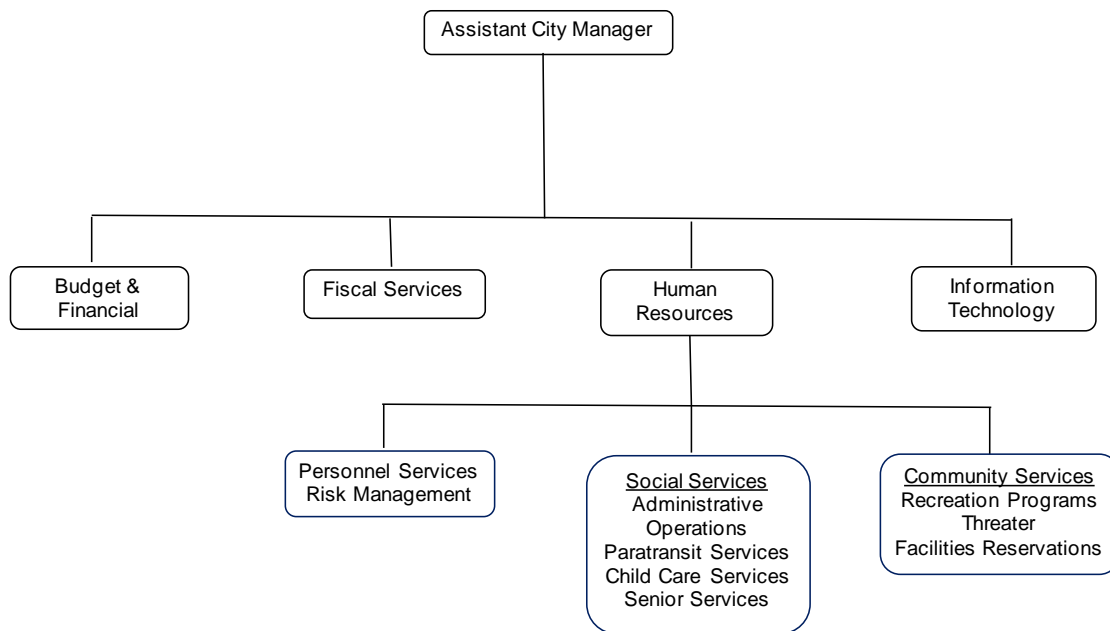 Assistant City Manager
Budget &
Financial
Fiscal Services
Human
Resources
Information
Technology
Personnel Services
Risk Management
Social Services
Administrative
Operations
Paratransit Services
Child Care Services
Senior Services
Community Services
Recreation Programs
Threater
Facilities Reservations